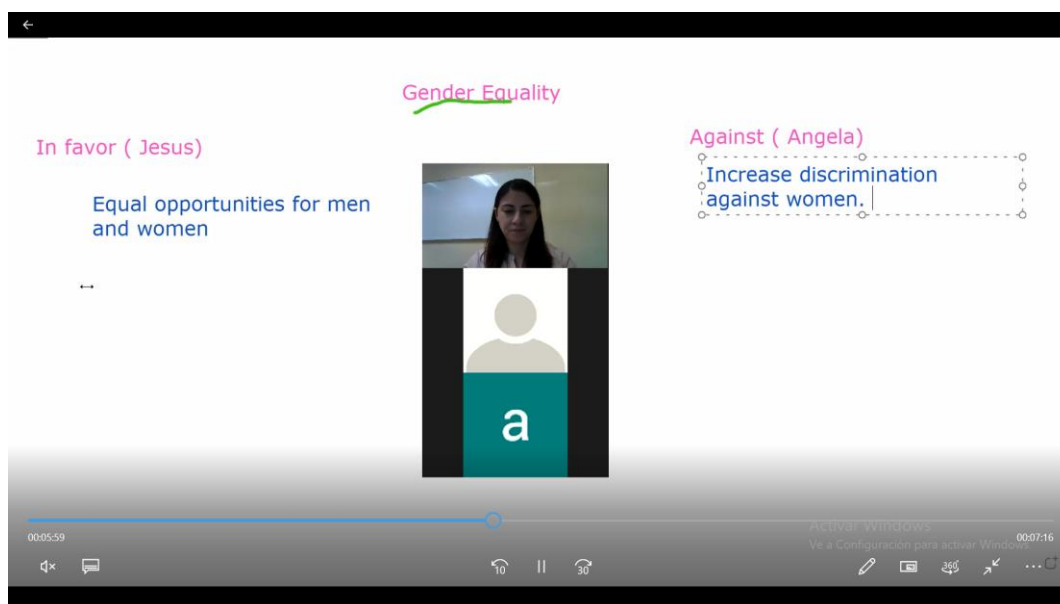 Gender Equality
In favor ( Jesus)
Against ( Angela)
Equal opportunities for men
and women
Increase discrimination
against women.
a
00:05:59
00:07:16
Activar Windows
Ve a Configuración para activar Windows.
10
30
360°